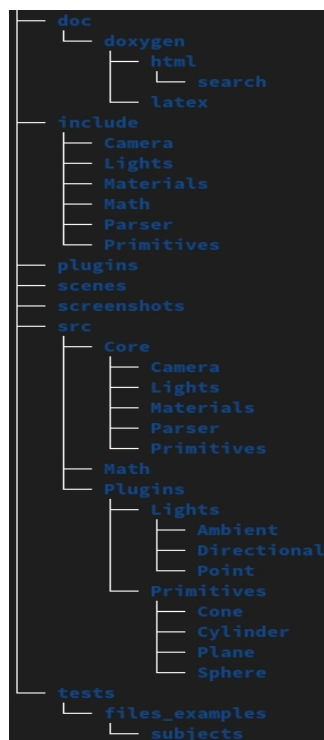 doc
doxygen
html
search
latex
include
Camera
Lights
Materials
Math
Parser
Primitives
plugins
scenes
screenshots
src
Core
Camera
Lights
Materials
Parser
Primitives
Math
Plugins
Lights
Ambient
Directional
Point
Primitives
Cone
Cylinder
Plane
Sphere
tests
files_examples
subjects